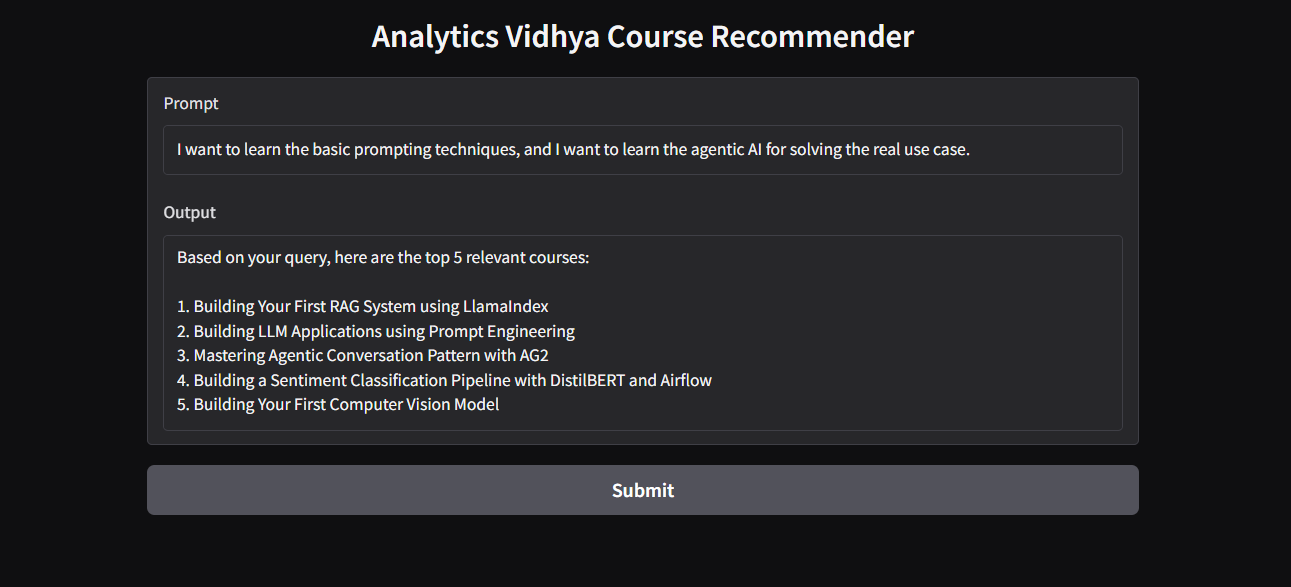 Analytics Vidhya Course Recommender
Prompt
I want to learn the basic prompting techniques, and I want to learn the agentic AI for solving the real use case.
Output
Based on your query, here are the top 5 relevant courses:
1. Building Your First RAG System using LlamaIndex
2. Building LLM Applications using Prompt Engineering
3. Mastering Agentic Conversation Pattern with AG2
4. Building a Sentiment Classification Pipeline with DistilBERT and Airflow
5. Building Your First Computer Vision Model
Submit